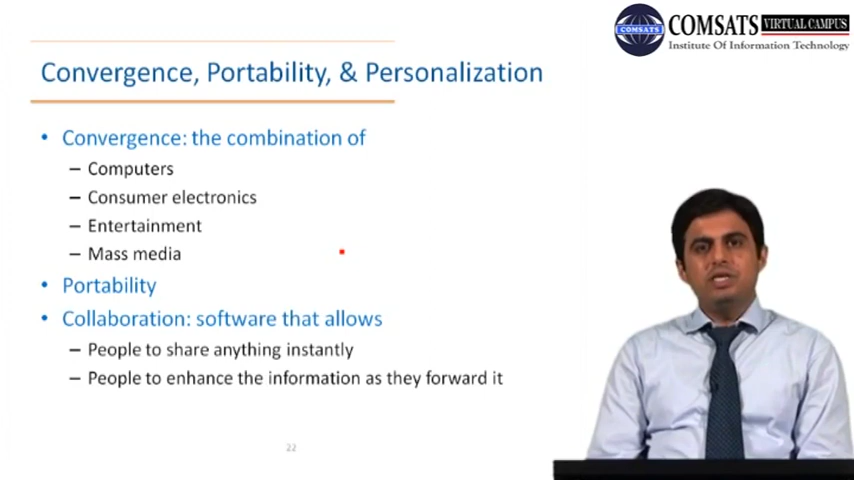 COMSATS VIRTUAL CAMPUS
Institute Of Information Technology
COMSATS
Convergence, Portability, & Personalization
• Convergence: the combination of
– Computers
– Consumer electronics
– Entertainment
– Mass media
• Portability
• Collaboration: software that allows
– People to share anything instantly
– People to enhance the information as they forward it
22